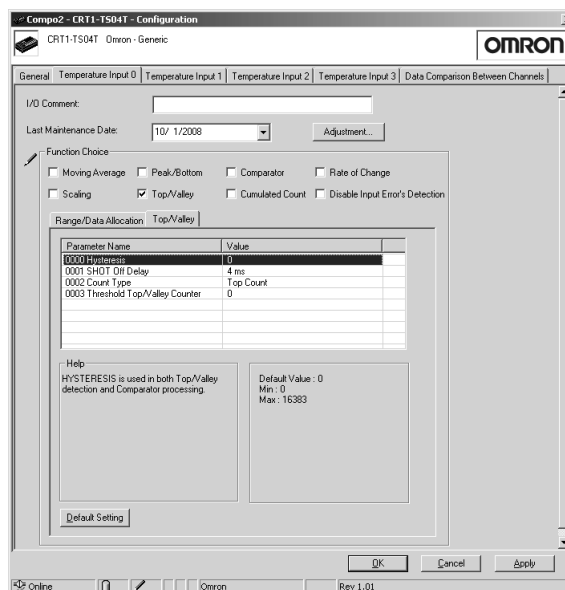 Compo2 - CRT1-TS04T - Configuration
CRT1-TS04T Omron - Generic
OMRON
General Temperature Input 0 Temperature Input 1 Temperature Input 2 Temperature Input 3 Data Comparison Between Channels
I/O Comment:
Last Maintenance Date: 10/ 1/2008 Adjustment...
Function Choice
Moving Average Peak/Bottom Comparator Rate of Change
Scaling Top/Valley Cumulated Count Disable Input Error's Detection
Range/Data Allocation Top/Valley
Parameter Name Value
0000 Hysteresis 0
0001 SHOT Off Delay 4 ms
0002 Count Type Top Count
0003 Threshold Top/Valley Counter 0
Help
HYSTERESIS is used in both Top/Valley
detection and Comparator processing.
Default Value : 0
Min : 0
Max : 16383
Default Setting
OK Cancel Apply
Online Omron Rev 1.01